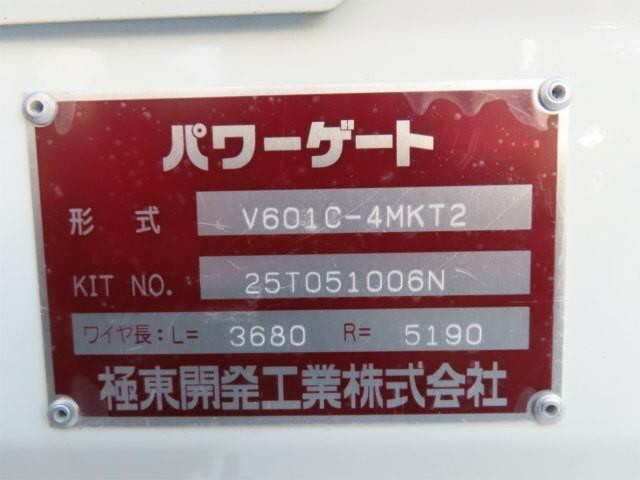 パワーゲート
形 式 V601C-4MKT2
KIT NO. 25T051006N
ワイヤ長:L= 3680 R= 5190
極東開発工業株式会社